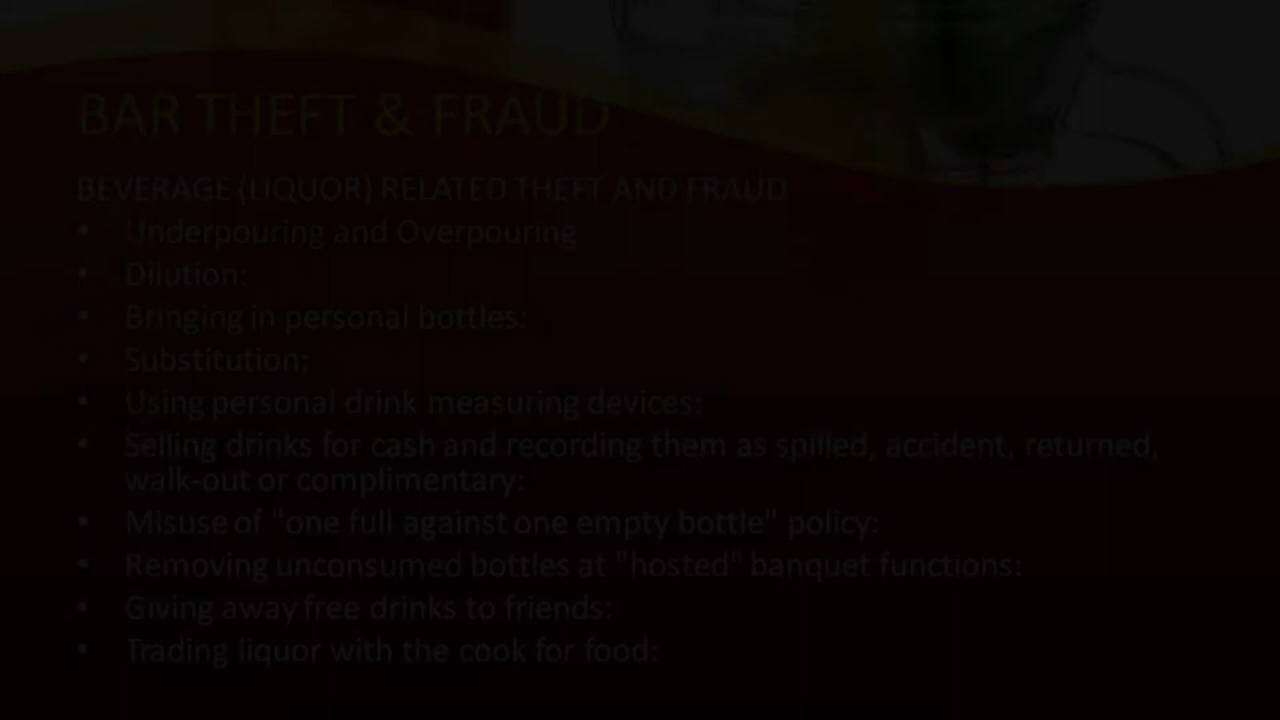 BAR THEFT & FRAUD
BEVERAGE (LIQUOR) RELATED THEFT AND FRAUD
• Underpouring and Overpouring
• Dilution:
• Bringing in personal bottles:
• Substitution:
• Using personal drink measuring devices:
• Selling drinks for cash and recording them as spilled, accident, returned,
walk-out or complimentary:
• Misuse of "one full against one empty bottle" policy:
• Removing unconsumed bottles at "hosted" banquet functions:
• Giving away free drinks to friends:
• Trading liquor with the cook for food: